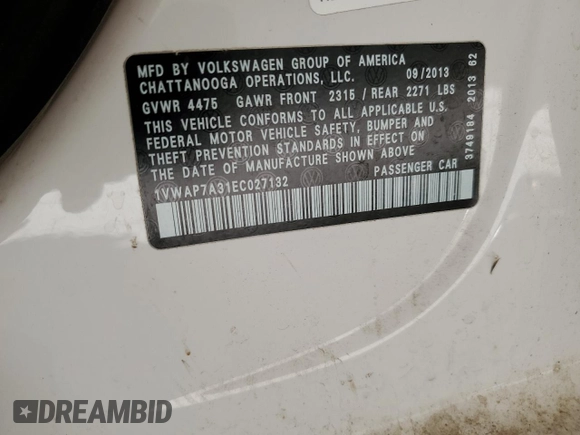 MFD BY VOLKSWAGEN GROUP OF AMERICA
CHATTANOOGA OPERATIONS, LLC. 09/2013
GVWR 4475 GAWR FRONT 2315 / REAR 2271 LBS
THIS VEHICLE CONFORMS TO ALL APPLICABLE U.S.
FEDERAL MOTOR VEHICLE SAFETY, BUMPER AND
THEFT PREVENTION STANDARDS IN EFFECT ON
THE DATE OF MANUFACTURE SHOWN ABOVE
1VWAP7A31EC027132 PASSENGER CAR
3749184 2013 62
DREAMBID